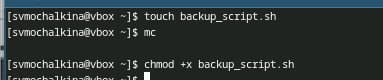 [svmochalkina@vbox ~]$ touch backup_script.sh
[svmochalkina@vbox ~]$ mc
[svmochalkina@vbox ~]$ chmod +x backup_script.sh
[svmochalkina@vbox ~]$